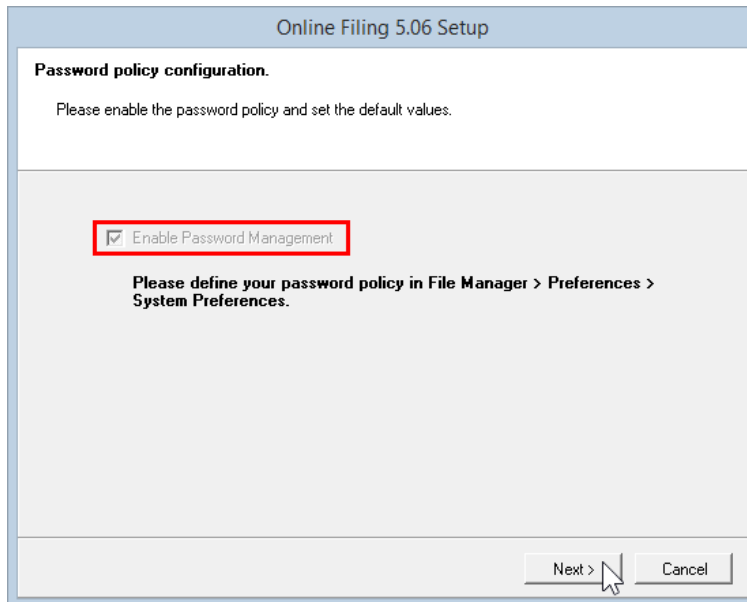 Online Filing 5.06 Setup
Password policy configuration.
Please enable the password policy and set the default values.
Enable Password Management
Please define your password policy in File Manager > Preferences >
System Preferences.
Next >
Cancel